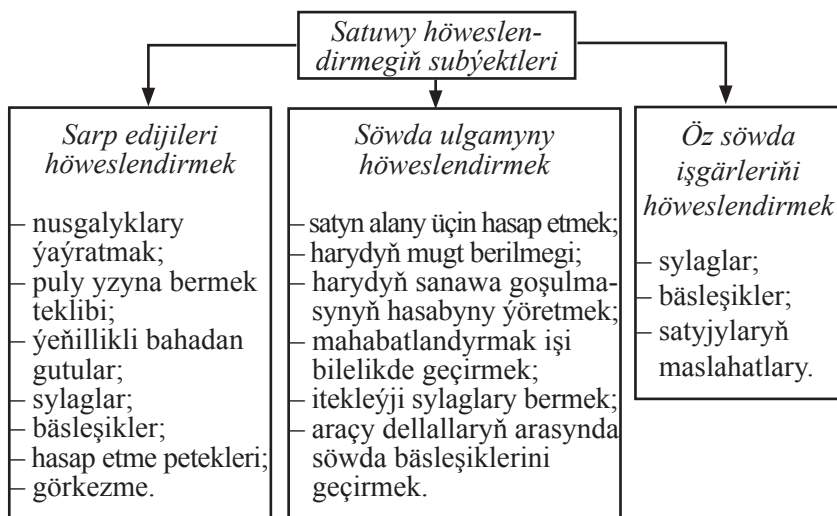 Satuwy höweslen-
dirmegiň subýektleri
Sarp edijileri
höweslendirmek
– nusgalyklary
ýaýratmak;
– puly yzyna bermek
teklibi;
– ýeňillikli bahadan
gutular;
– sylaglar;
– bäsleşikler;
– hasap etme petekleri;
– görkezme.
Söwda ulgamyny
höweslendirmek
– satyn alany üçin hasap etmek;
– harydyň mugt berilmegi;
– harydyň sanawa goşulma-
synyň hasabyny ýöretmek;
– mahabatlandyrmak işi
bilelikde geçirmek;
– itekleýji sylaglary bermek;
– araçy dellallaryň arasynda
söwda bäsleşiklerini
geçirmek.
Öz söwda
işgärleriňi
höweslendirmek
– sylaglar;
– bäsleşikler;
– satyjylaryň
maslahatlary.